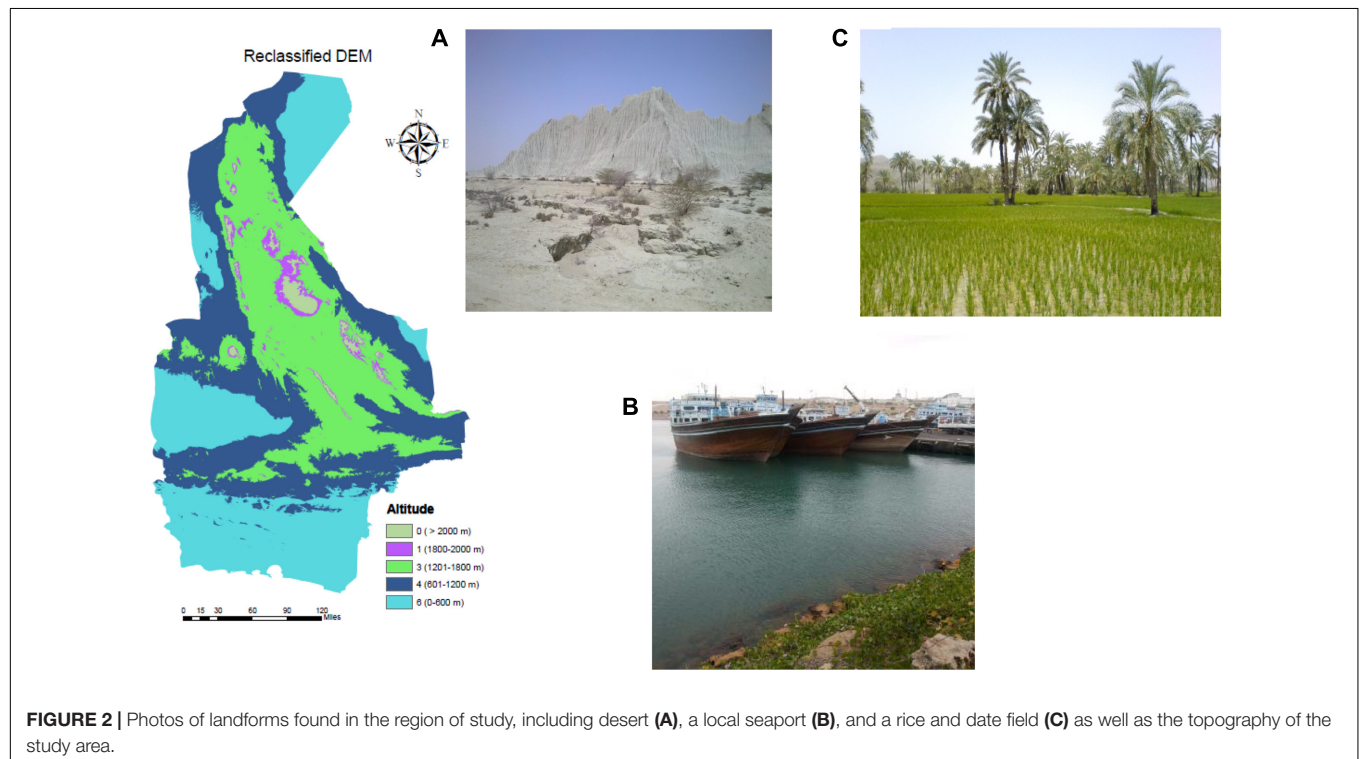 Reclassified DEM
N
W E
S
A
C
B
Altitude
0 ( > 2000 m)
1 (1800-2000 m)
3 (1201-1800 m)
4 (601-1200 m)
6 (0-600 m)
0 15 30 60 90 120
Miles
FIGURE 2 | Photos of landforms found in the region of study, including desert (A), a local seaport (B), and a rice and date field (C) as well as the topography of the
study area.